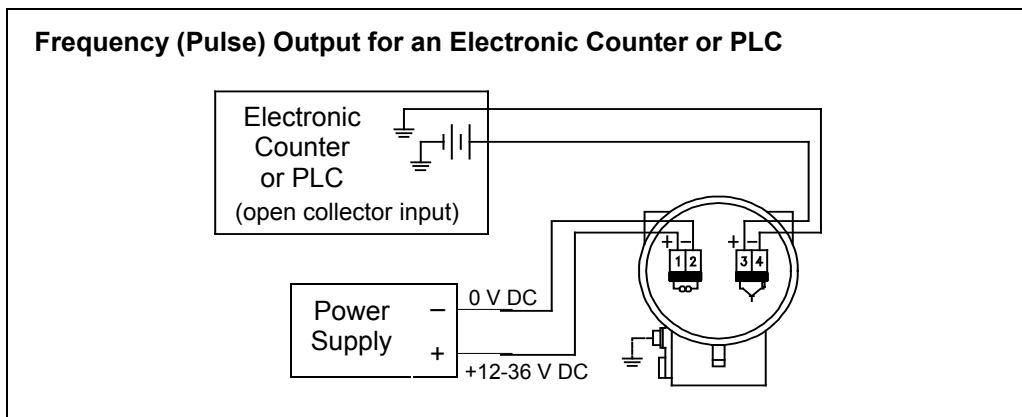 Frequency (Pulse) Output for an Electronic Counter or PLC
Electronic
Counter
or PLC
(open collector input)
+ −
1 2
+ −
3 4
Power
Supply
−
+
0 V DC
+12-36 V DC